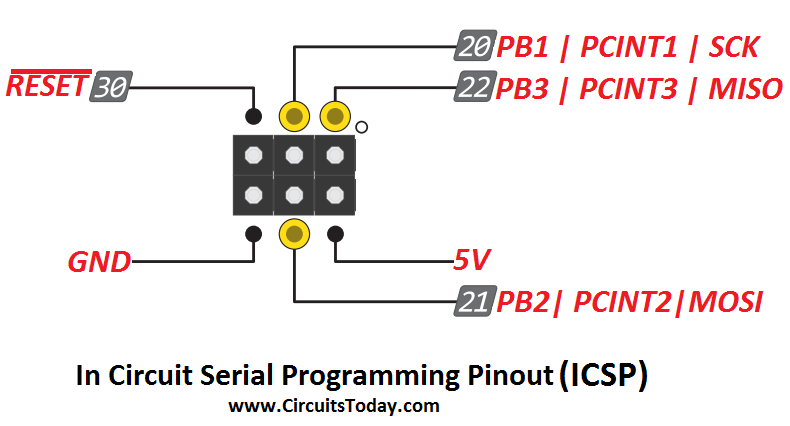 20 PB1 | PCINT1 | SCK
RESET 30
22 PB3 | PCINT3 | MISO
GND
5V
21 PB2| PCINT2|MOSI
In Circuit Serial Programming Pinout (ICSP)
www.CircuitsToday.com